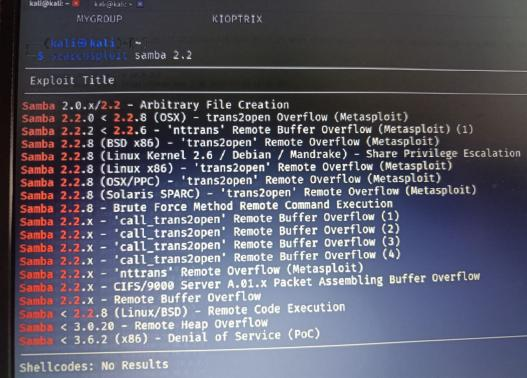 kali@kali: ~ kali@kali: ~
MYGROUP KIOPTRIX
(kali㉿kali)-[~
$ searchsploit samba 2.2
Exploit Title
Samba 2.0.x/2.2 - Arbitrary File Creation
Samba 2.2.0 < 2.2.8 (OSX) - trans2open Overflow (Metasploit)
Samba 2.2.2 < 2.2.6 - 'nttrans' Remote Buffer Overflow (Metasploit) (1)
Samba 2.2.8 (BSD x86) - 'trans2open' Remote Overflow (Metasploit)
Samba 2.2.8 (Linux Kernel 2.6 / Debian / Mandrake) - Share Privilege Escalation
Samba 2.2.8 (Linux x86) - 'trans2open' Remote Overflow (Metasploit)
Samba 2.2.8 (OSX/PPC) - 'trans2open' Remote Overflow (Metasploit)
Samba 2.2.8 (Solaris SPARC) - 'trans2open' Remote Overflow (Metasploit)
Samba 2.2.8 - Brute Force Method Remote Command Execution
Samba 2.2.x - 'call_trans2open' Remote Buffer Overflow (1)
Samba 2.2.x - 'call_trans2open' Remote Buffer Overflow (2)
Samba 2.2.x - 'call_trans2open' Remote Buffer Overflow (3)
Samba 2.2.x - 'call_trans2open' Remote Buffer Overflow (4)
Samba 2.2.x - 'nttrans' Remote Overflow (Metasploit)
Samba 2.2.x - CIFS/9000 Server A.01.x Packet Assembling Buffer Overflow
Samba 2.2.x - Remote Buffer Overflow
Samba < 2.2.8 (Linux/BSD) - Remote Code Execution
Samba < 3.0.20 - Remote Heap Overflow
Samba < 3.6.2 (x86) - Denial of Service (PoC)
Shellcodes: No Results